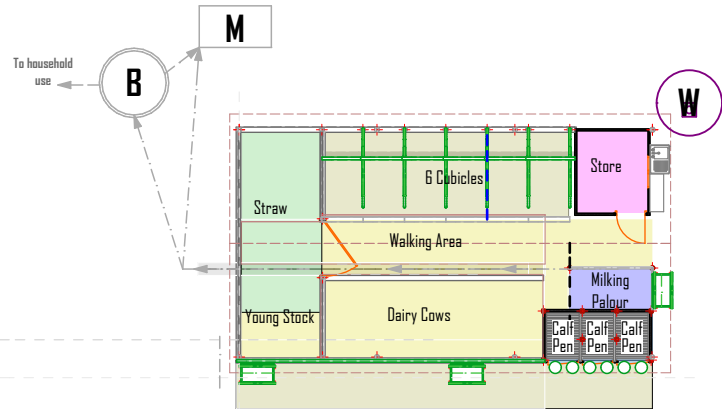 M
To household
use
B
W
6 Cubicles
Store
Straw
Walking Area
Milking
Palour
Young Stock
Dairy Cows
Calf
Pen
Calf
Pen
Calf
Pen